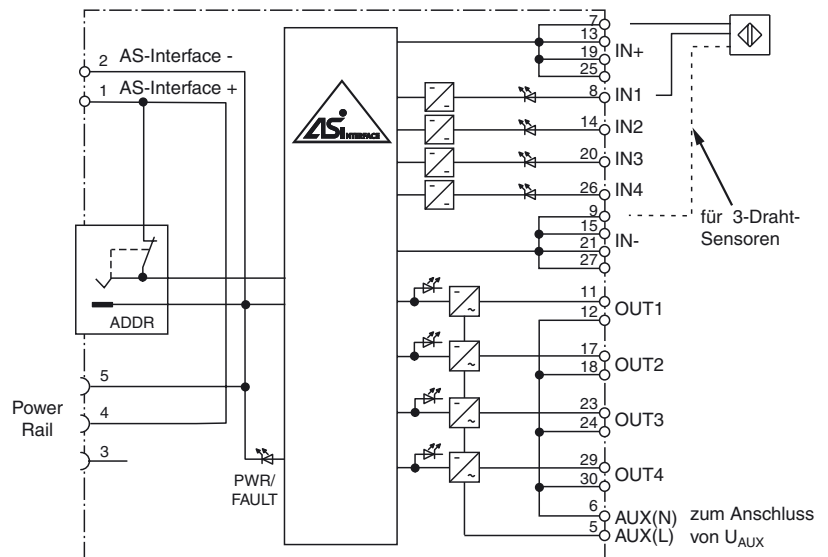 2 AS-Interface -
1 AS-Interface +
ADDR
5
4
3
Power
Rail
PWR/
FAULT
ASi INTERFACE
7
13
19
25
IN+
8 IN1
14 IN2
20 IN3
26 IN4
9
15
21
27
IN-
für 3-Draht-
Sensoren
11
12
OUT1
17
18
OUT2
23
24
OUT3
29
30
OUT4
6 AUX(N)
5 AUX(L)
zum Anschluss
von UAUX